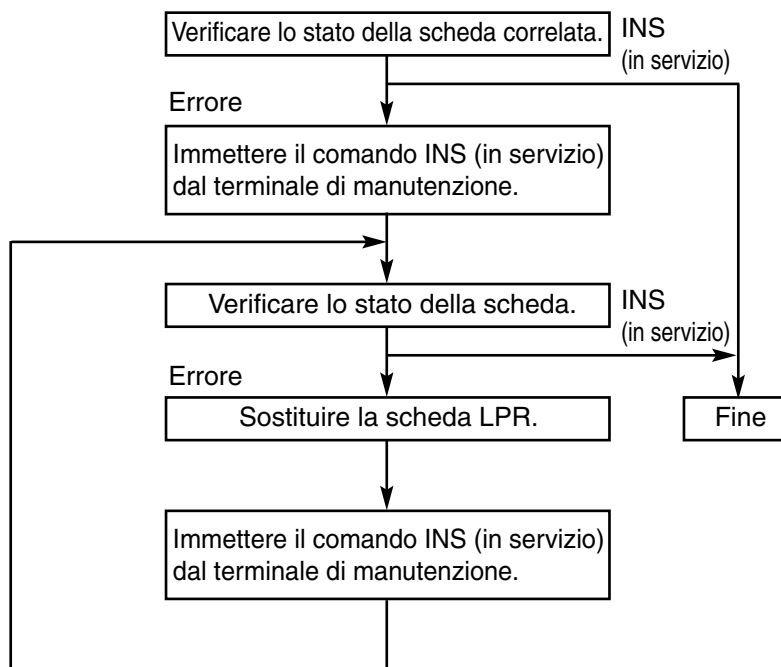 Verificare lo stato della scheda correlata.
INS
(in servizio)
Errore
Immettere il comando INS (in servizio)
dal terminale di manutenzione.
Verificare lo stato della scheda.
INS
(in servizio)
Errore
Sostituire la scheda LPR.
Fine
Immettere il comando INS (in servizio)
dal terminale di manutenzione.